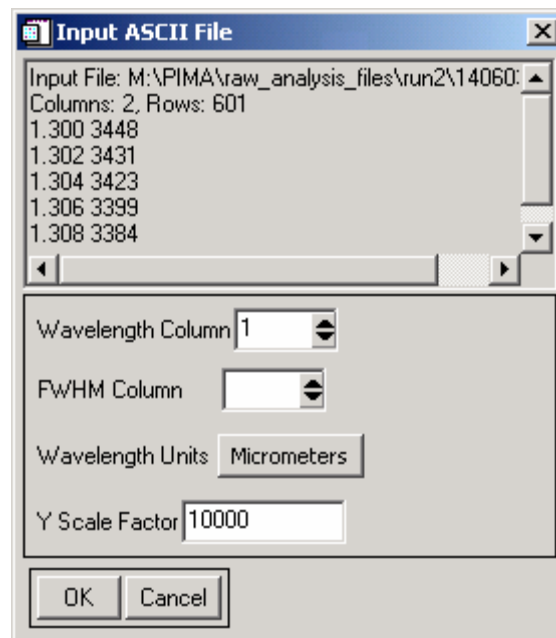 Input ASCII File
Input File: M:\PIMA\raw_analysis_files\run2\14060:
Columns: 2, Rows: 601
1.300 3448
1.302 3431
1.304 3423
1.306 3399
1.308 3384
Wavelength Column 1
FWHM Column
Wavelength Units Micrometers
Y Scale Factor 10000
OK Cancel